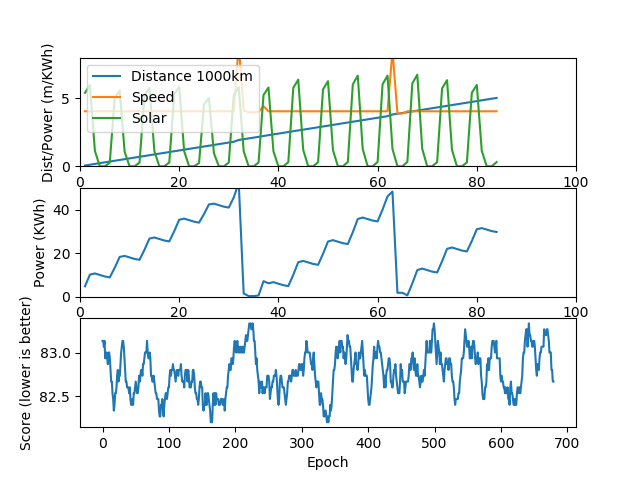 Dist/Power (m/KWh)
Distance 1000km
Speed
Solar
5
0
0 20 40 60 80 100
Power (KWh)
40
20
0
0 20 40 60 80 100
Score (lower is better)
83.0
82.5
0 100 200 300 400 500 600 700
Epoch